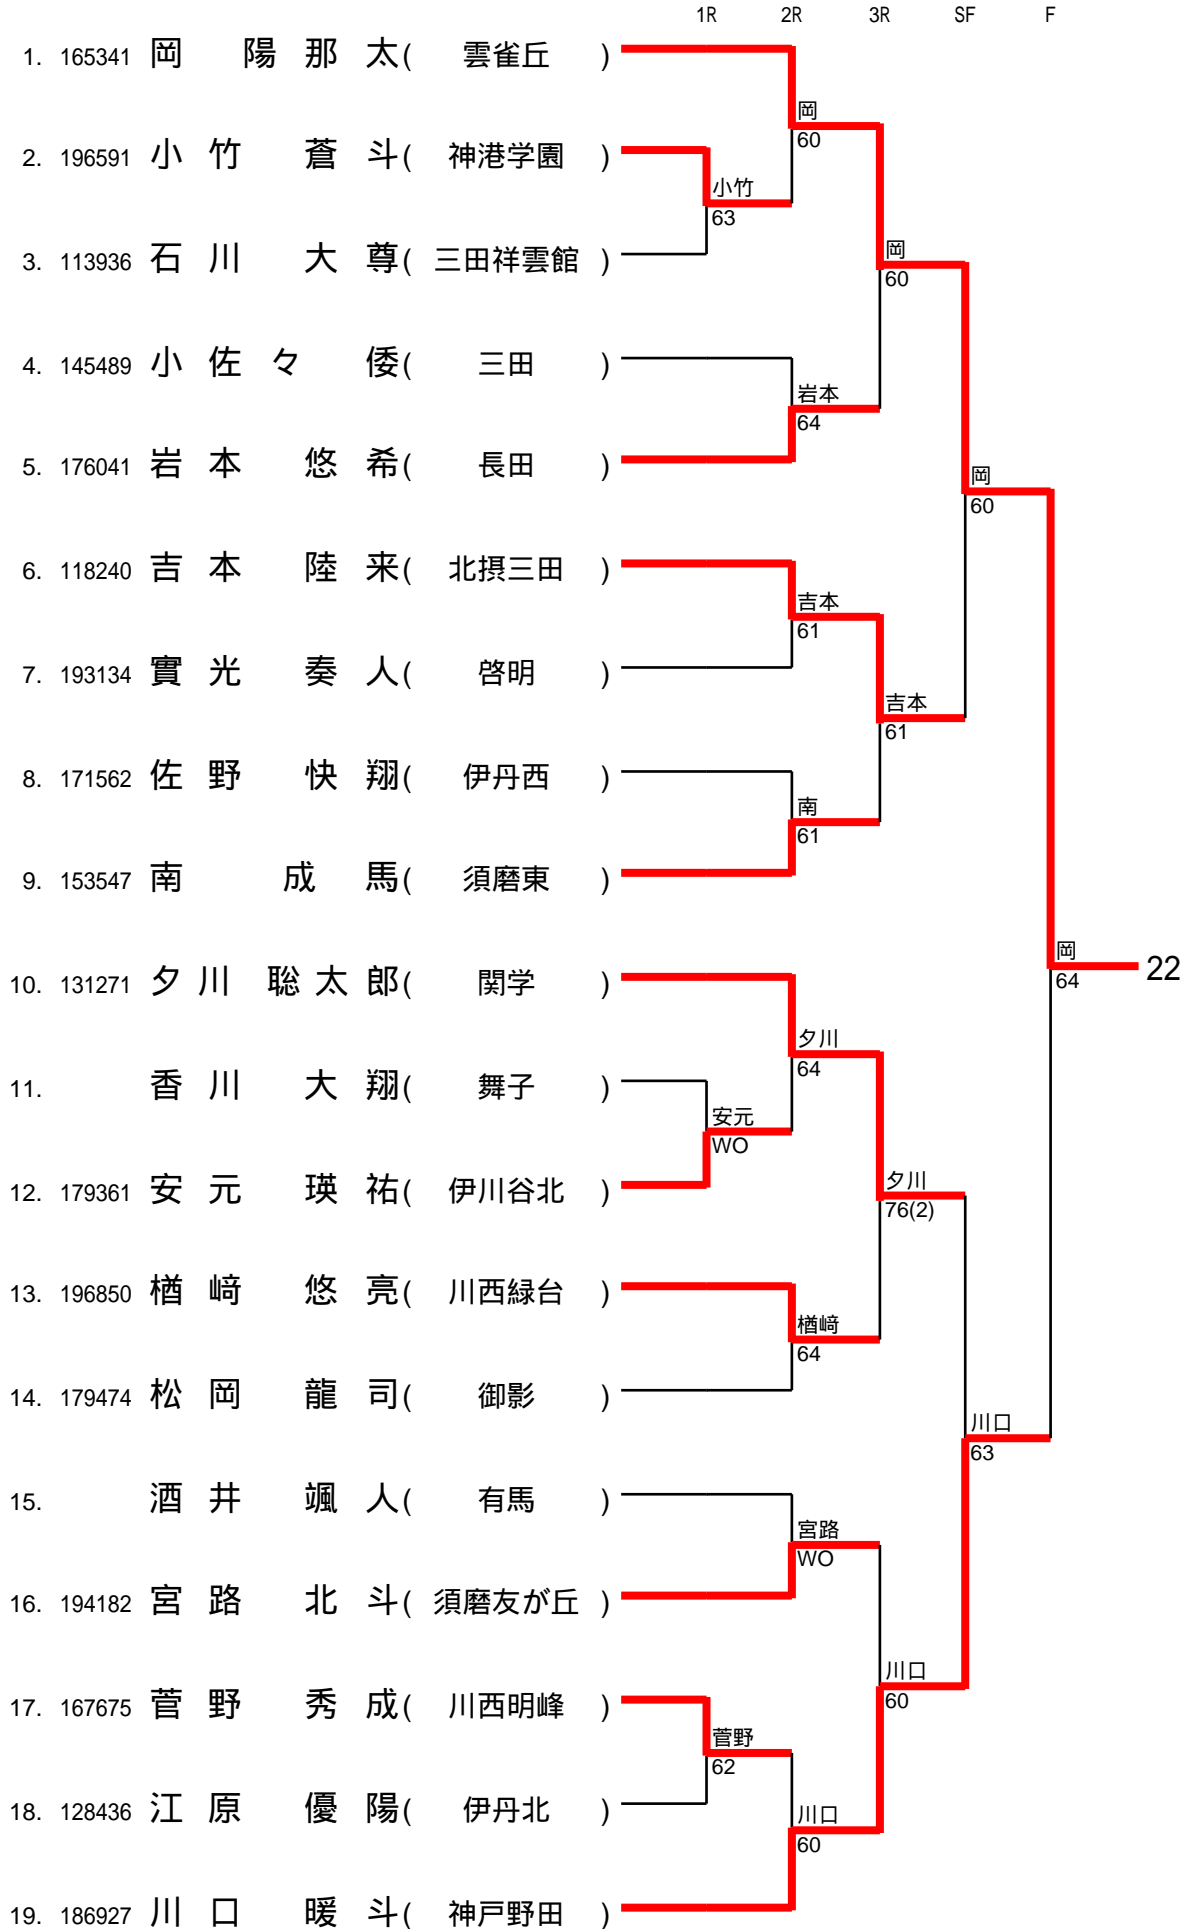 1R 2R 3R SF F
1. 165341 岡 陽那太( 雲雀丘 )
岡
60
2. 196591 小竹 蒼斗( 神港学園 )
小竹
63
3. 113936 石川 大尊( 三田祥雲館 )
岡
60
4. 145489 小佐々 倭( 三田 )
岩本
64
5. 176041 岩本 悠希( 長田 )
岡
60
6. 118240 吉本 陸来( 北摂三田 )
吉本
61
7. 193134 實光 奏人( 啓明 )
吉本
61
8. 171562 佐野 快翔( 伊丹西 )
南
61
9. 153547 南 成馬( 須磨東 )
岡
64
22
10. 131271 夕川 聡太郎( 関学 )
夕川
64
11. 香川 大翔( 舞子 )
安元
WO
12. 179361 安元 瑛祐( 伊川谷北 )
夕川
76(2)
13. 196850 楢﨑 悠亮( 川西緑台 )
楢﨑
64
14. 179474 松岡 龍司( 御影 )
川口
63
15. 酒井 颯人( 有馬 )
宮路
WO
16. 194182 宮路 北斗( 須磨友が丘 )
川口
60
17. 167675 菅野 秀成( 川西明峰 )
菅野
62
18. 128436 江原 優陽( 伊丹北 )
川口
60
19. 186927 川口 暖斗( 神戸野田 )